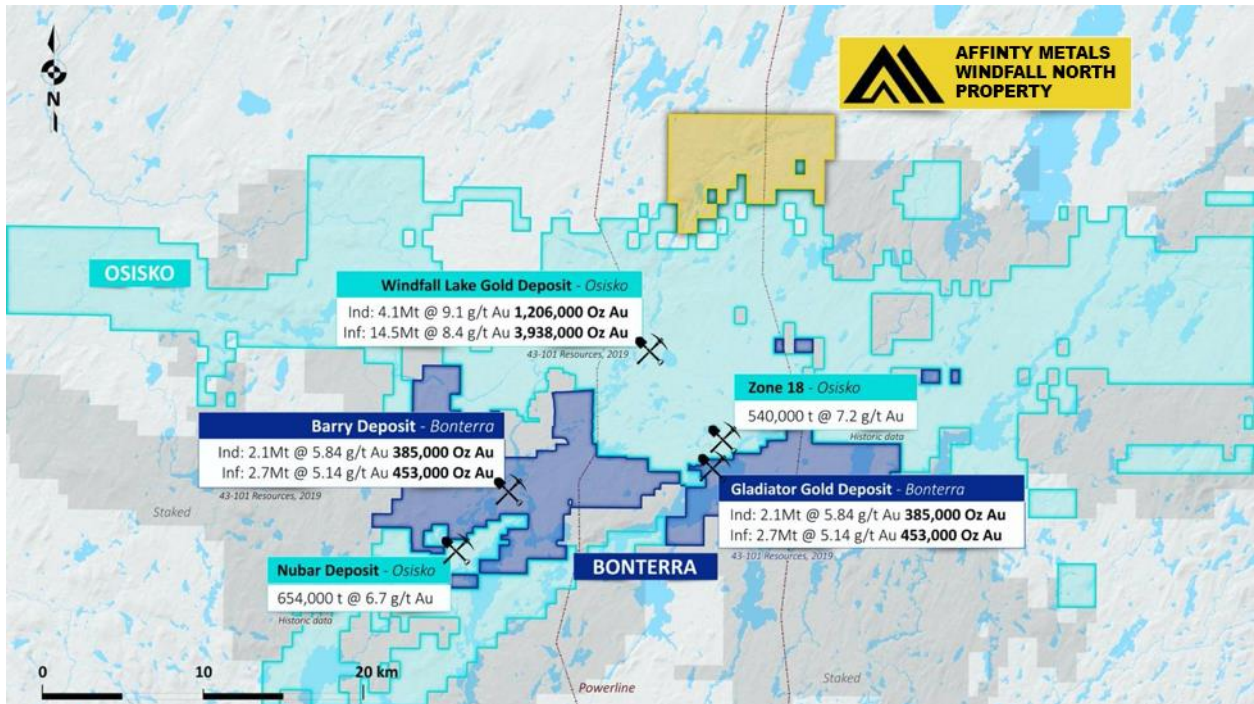 N
AFFINTY METALS
WINDFALL NORTH
PROPERTY
OSISKO
Windfall Lake Gold Deposit - Osisko
Ind: 4.1Mt @ 9.1 g/t Au 1,206,000 Oz Au
Inf: 14.5Mt @ 8.4 g/t Au 3,938,000 Oz Au
43-101 Resources, 2019
Zone 18 - Osisko
540,000 t @ 7.2 g/t Au
Historic data
Barry Deposit - Bonterra
Ind: 2.1Mt @ 5.84 g/t Au 385,000 Oz Au
Inf: 2.7Mt @ 5.14 g/t Au 453,000 Oz Au
43-101 Resources, 2019
Staked
Gladiator Gold Deposit - Bonterra
Ind: 2.1Mt @ 5.84 g/t Au 385,000 Oz Au
Inf: 2.7Mt @ 5.14 g/t Au 453,000 Oz Au
43-101 Resources, 2019
BONTERRA
Nubar Deposit - Osisko
654,000 t @ 6.7 g/t Au
Historic data
0 10 20 km
Powerline
Staked